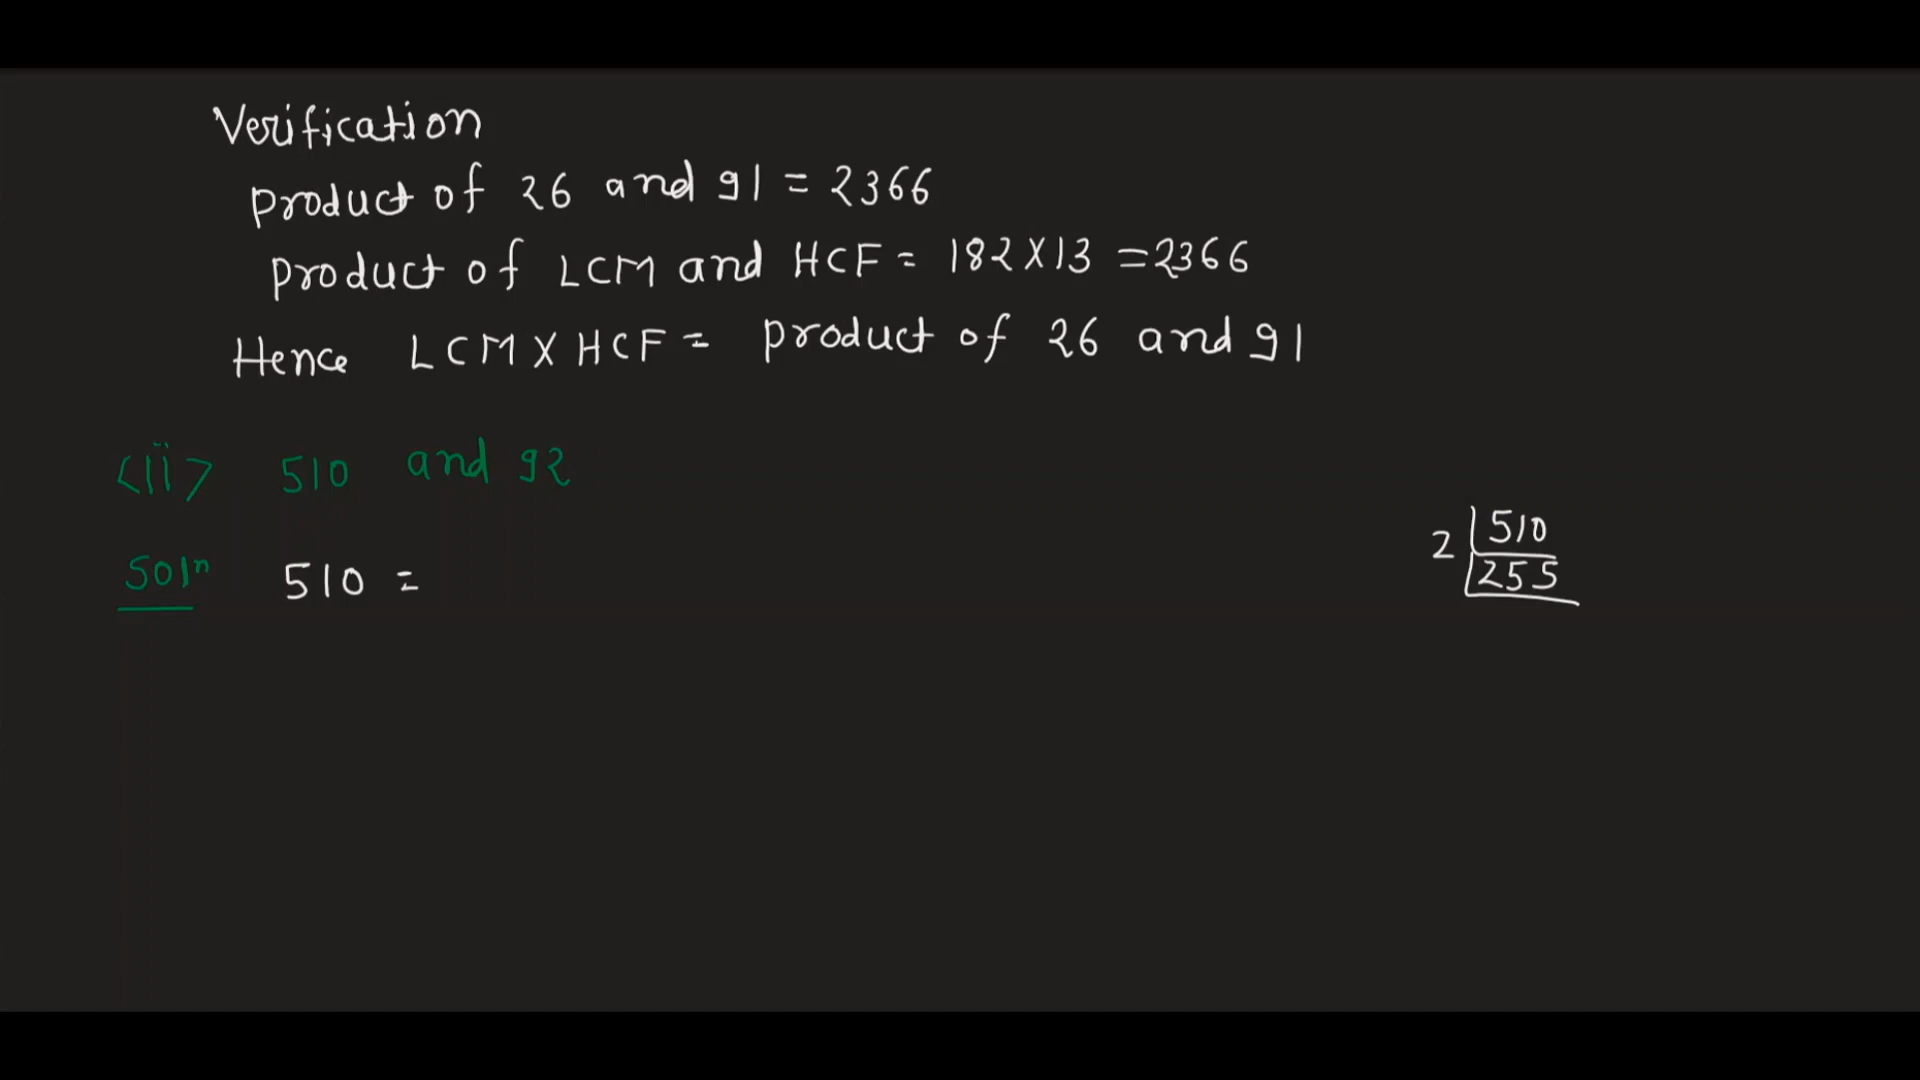 Verification
product of 26 and 91 = 2366
product of LCM and HCF = 182 X 13 = 2366
Hence LCM X HCF = product of 26 and 91
<ii> 510 and 92
Solⁿ 510 =
2 510
255